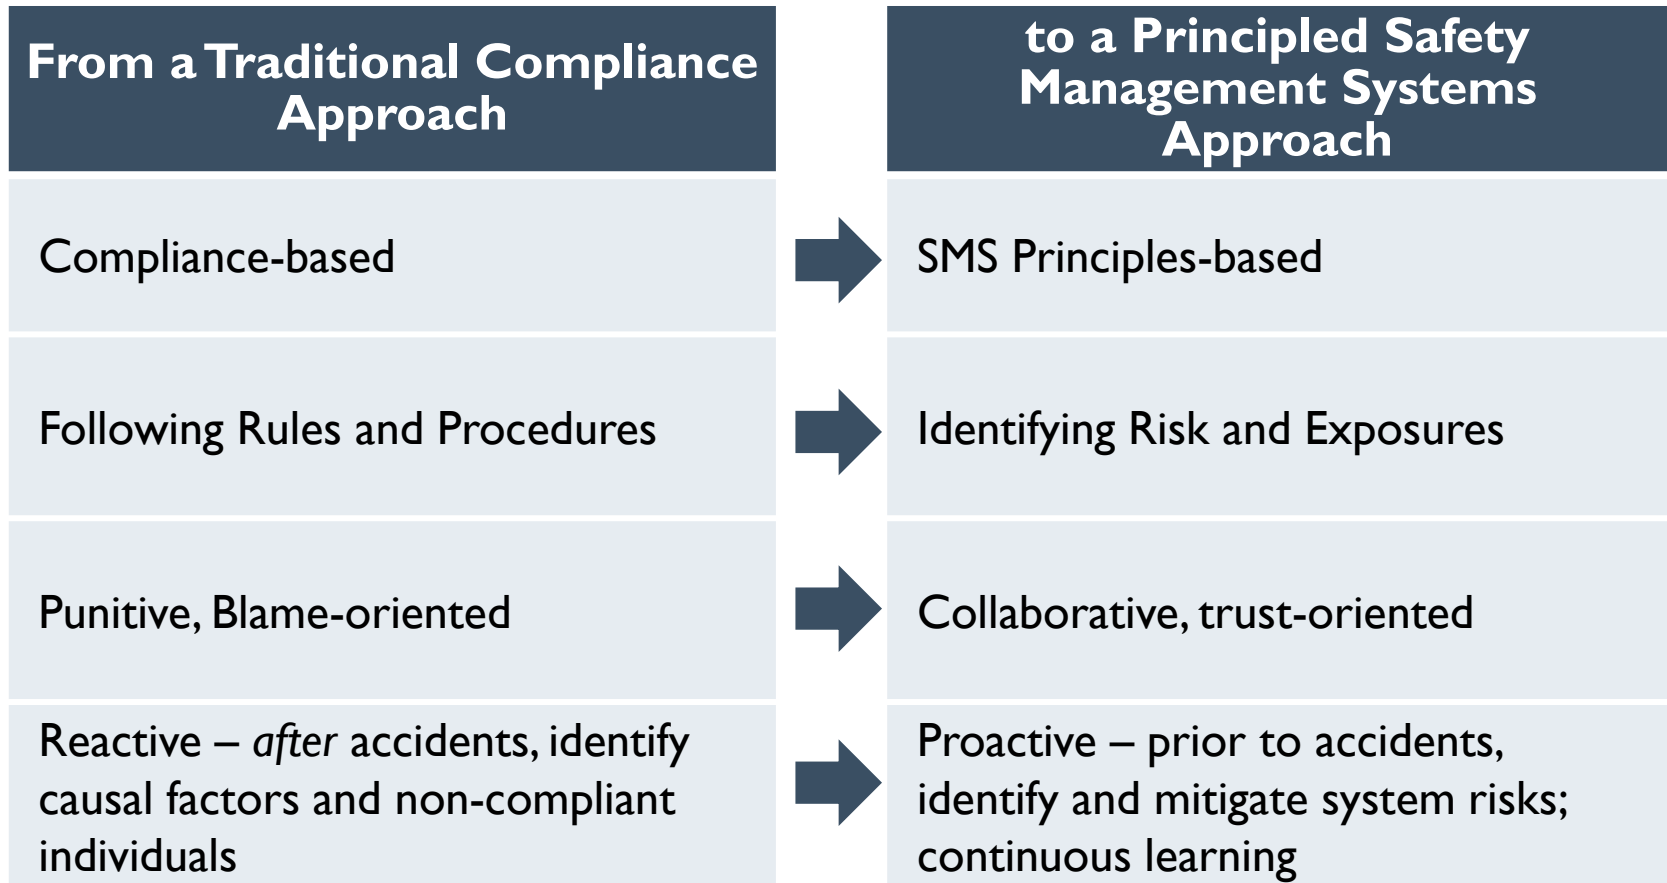 From a Traditional Compliance
Approach
to a Principled Safety
Management Systems
Approach
Compliance-based
SMS Principles-based
Following Rules and Procedures
Identifying Risk and Exposures
Punitive, Blame-oriented
Collaborative, trust-oriented
Reactive – after accidents, identify
causal factors and non-compliant
individuals
Proactive – prior to accidents,
identify and mitigate system risks;
continuous learning